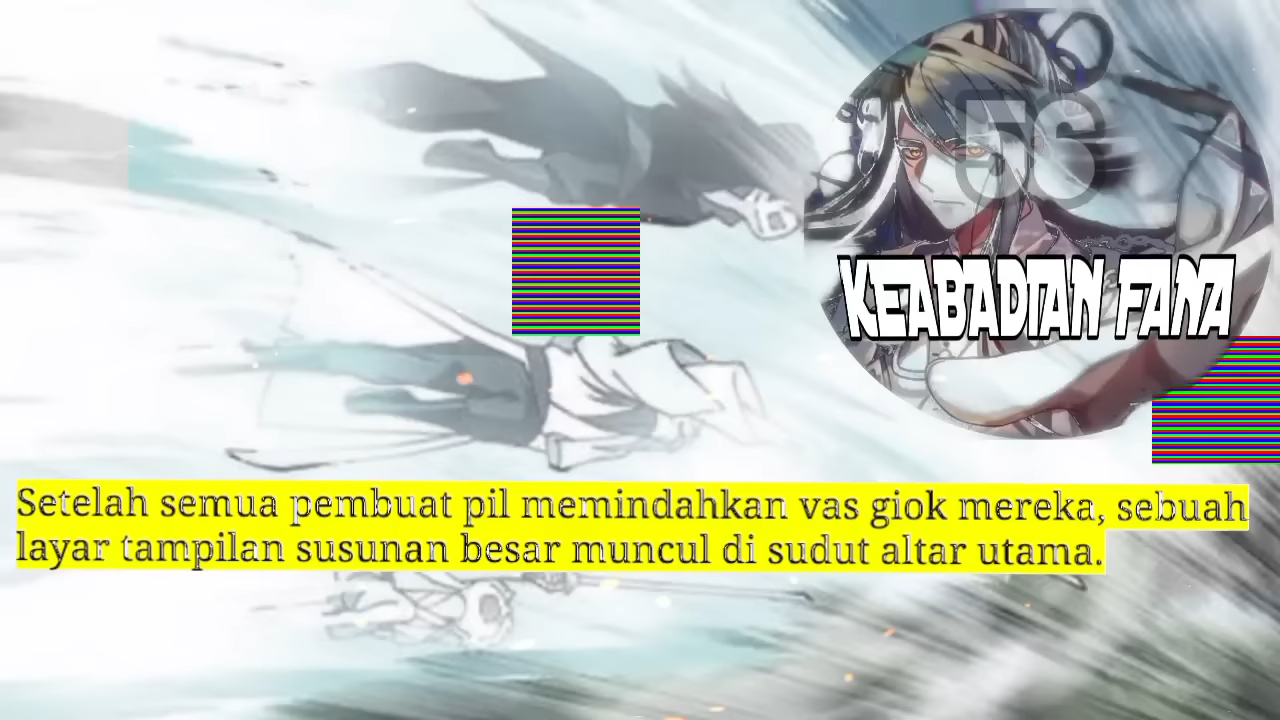 56
KEABADIAN FANA
Setelah semua pembuat pil memindahkan vas giok mereka, sebuah
layar tampilan susunan besar muncul di sudut altar utama.